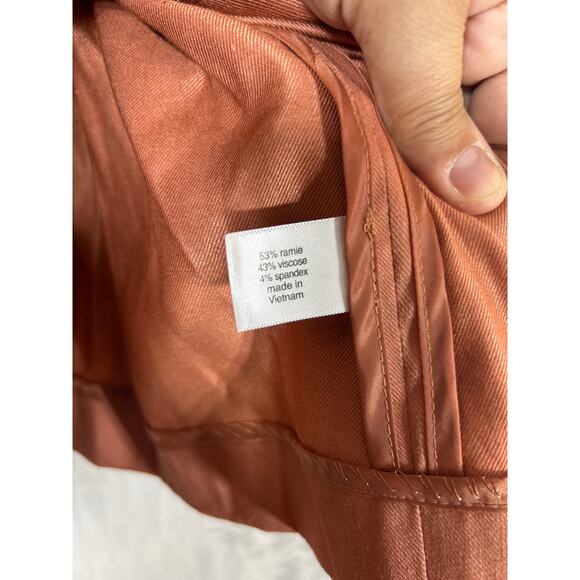 53% ramie
43% viscose
4% spandex
made in
Vietnam